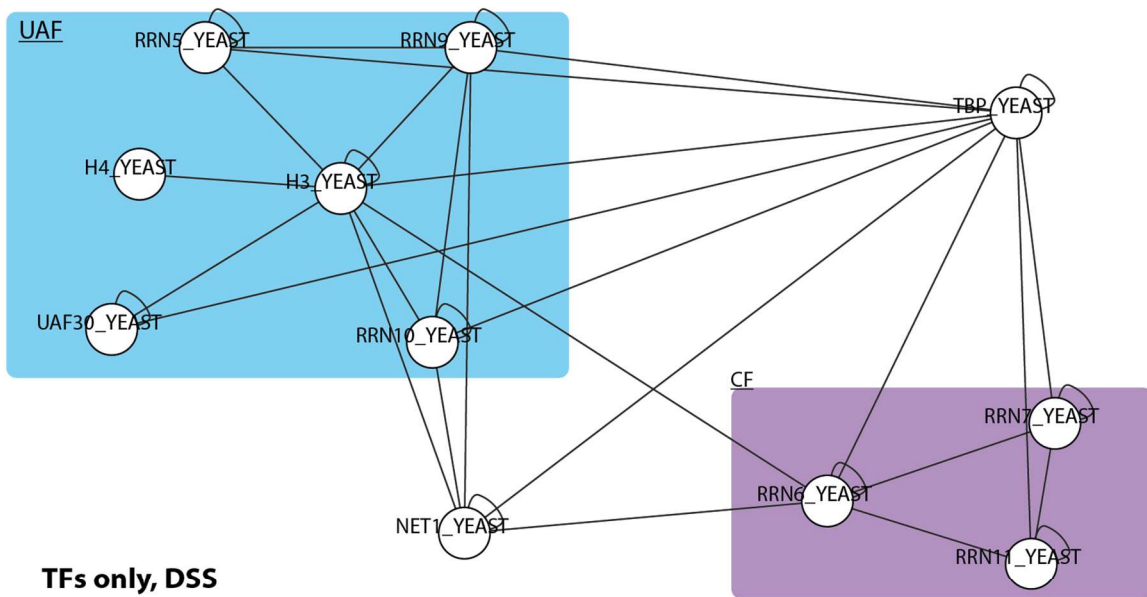 UAF
RRN5_YEAST
RRN9_YEAST
TBP_YEAST
H4_YEAST
H3_YEAST
UAF30_YEAST
RRN10_YEAST
CF
RRN7_YEAST
RRN6_YEAST
NET1_YEAST
RRN11_YEAST
TFs only, DSS